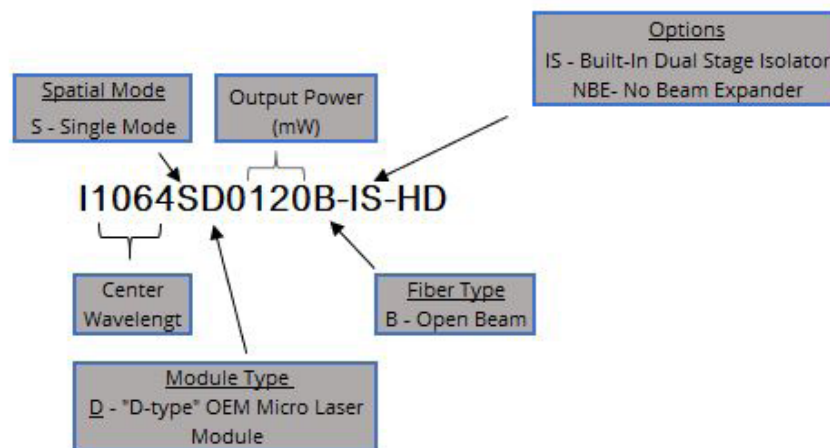 Options
IS - Built-In Dual Stage Isolator
NBE- No Beam Expander
Spatial Mode
S - Single Mode
Output Power
(mW)
I1064SD0120B-IS-HD
Center
Wavelengt
Fiber Type
B - Open Beam
Module Type
D - "D-type" OEM Micro Laser
Module